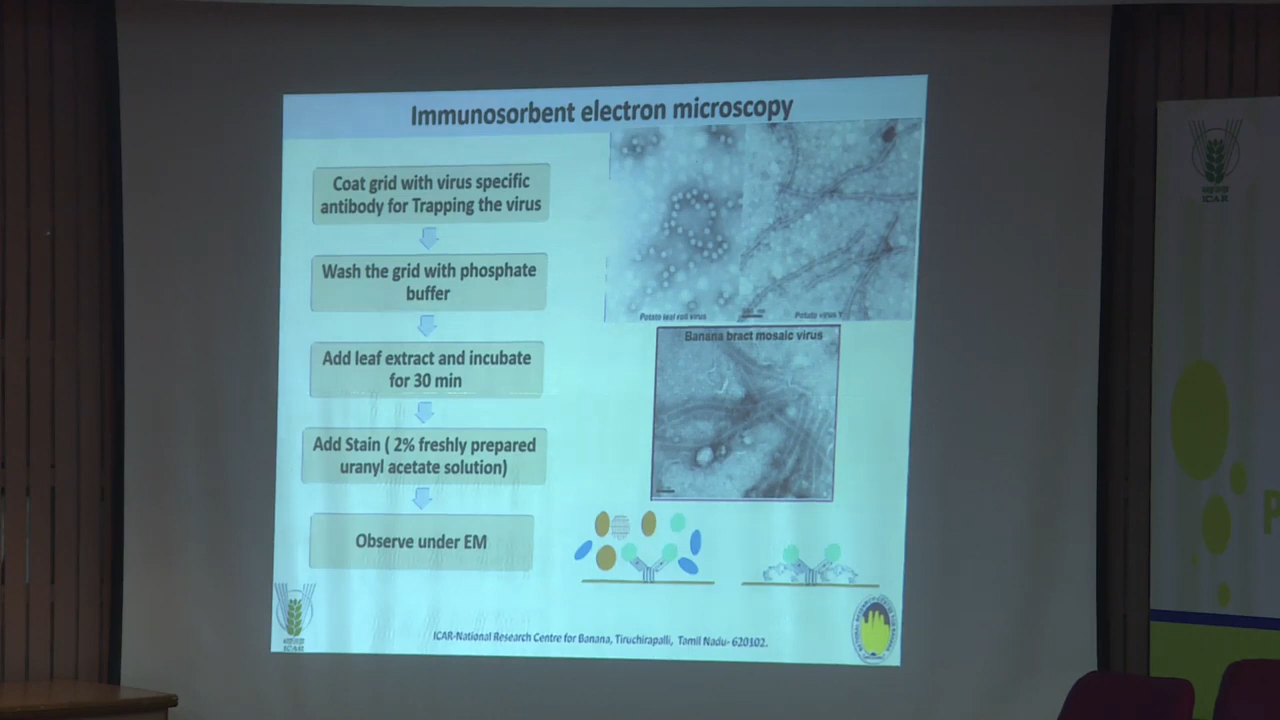 Immunosorbent electron microscopy
Coat grid with virus specific
antibody for Trapping the virus
Wash the grid with phosphate
buffer
Add leaf extract and incubate
for 30 min
Add Stain ( 2% freshly prepared
uranyl acetate solution)
Observe under EM
Potato leaf roll virus
Potato virus Y
Banana bract mosaic virus
ICAR
ICAR-National Research Centre for Banana, Tiruchirapalli, Tamil Nadu- 620102.
ICAR